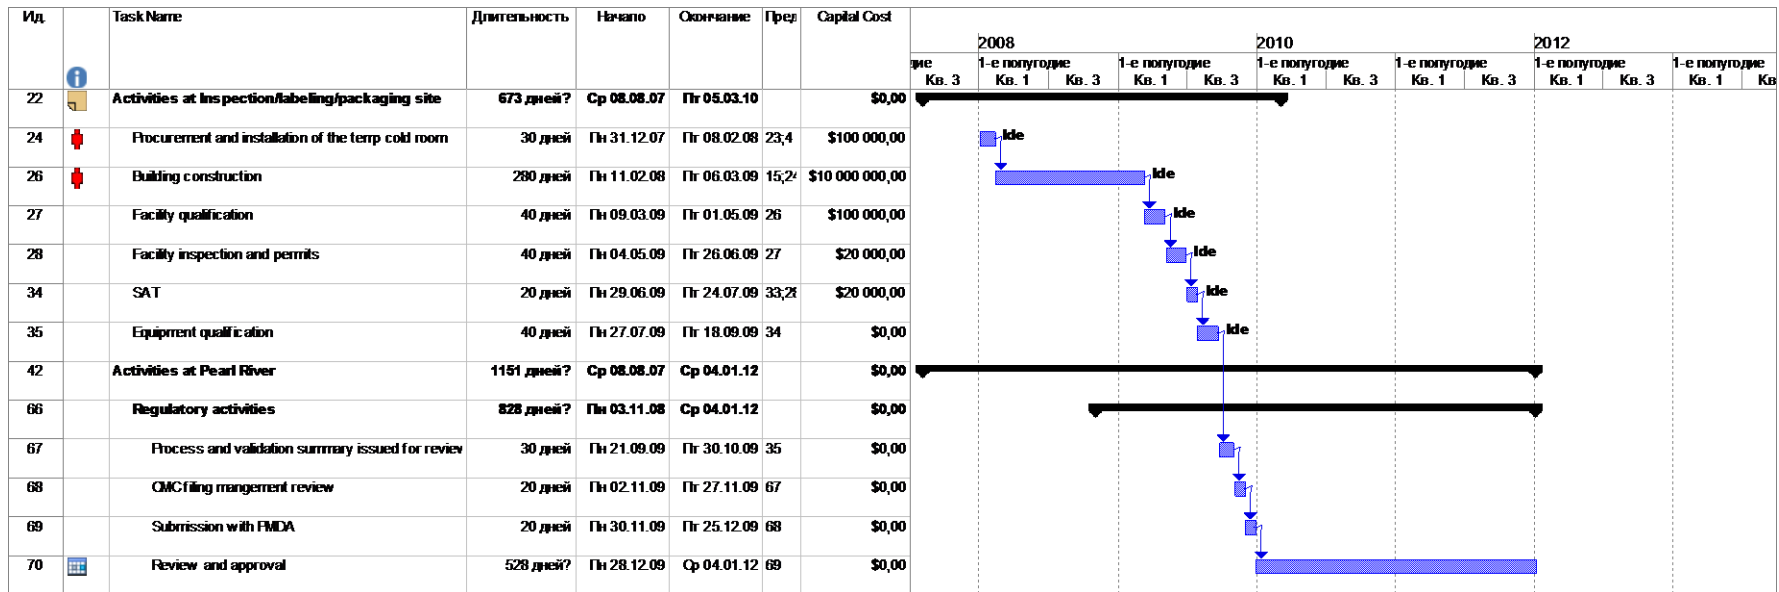 Ид. Task Name Длительность Начало Окончание Пред Capital Cost
2008 2010 2012
1-е полугодие 1-е полугодие 1-е полугодие 1-е полугодие 1-е полугодие 1-е полугодие
Кв. 3 Кв. 1 Кв. 3 Кв. 1 Кв. 3 Кв. 1 Кв. 3 Кв. 1 Кв. 3 Кв. 1 Кв. 3 Кв. 1 Кв
22 Activities at Inspection/labeling/packaging site 673 дней? Ср 08.08.07 Пт 05.03.10 $0,00
24 Procurement and installation of the temp cold room 30 дней Пн 31.12.07 Пт 08.02.08 23;4 $100 000,00 Ide
26 Building construction 280 дней Пн 11.02.08 Пт 06.03.09 15;24 $10 000 000,00 Ide
27 Facility qualification 40 дней Пн 09.03.09 Пт 01.05.09 26 $100 000,00 Ide
28 Facility inspection and permits 40 дней Пн 04.05.09 Пт 26.06.09 27 $20 000,00 Ide
34 SAT 20 дней Пн 29.06.09 Пт 24.07.09 33;28 $20 000,00 Ide
35 Equipment qualification 40 дней Пн 27.07.09 Пт 18.09.09 34 $0,00 Ide
42 Activities at Pearl River 1151 дней? Ср 08.08.07 Ср 04.01.12 $0,00
66 Regulatory activities 828 дней? Пн 03.11.08 Ср 04.01.12 $0,00
67 Process and validation summary issued for review 30 дней Пн 21.09.09 Пт 30.10.09 35 $0,00
68 CMC filing mangement review 20 дней Пн 02.11.09 Пт 27.11.09 67 $0,00
69 Submission with PMDA 20 дней Пн 30.11.09 Пт 25.12.09 68 $0,00
70 Review and approval 528 дней? Пн 28.12.09 Ср 04.01.12 69 $0,00